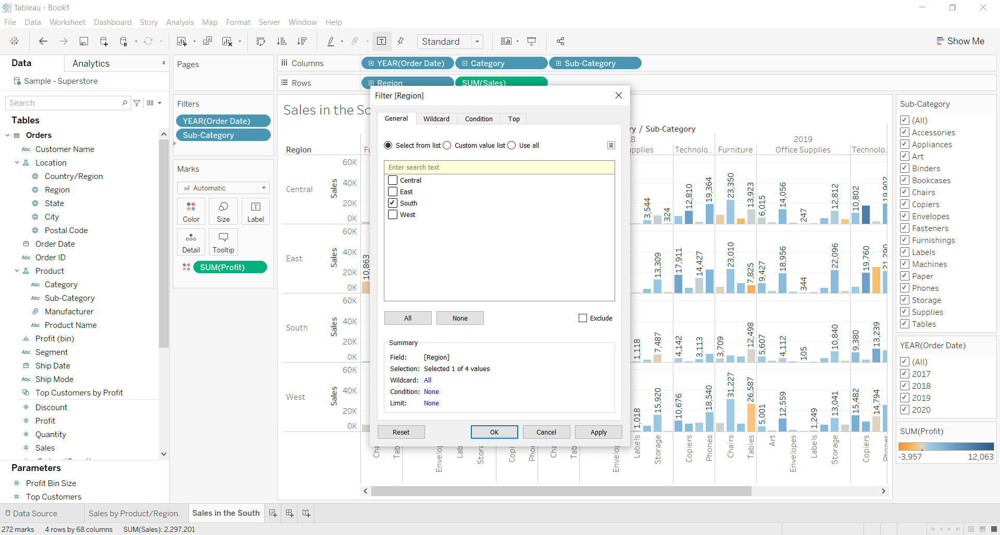 Tableau - Book1
File Data Worksheet Dashboard Story Analysis Map Format Server Window Help
Standard
Show Me
Data
Analytics
Sample - Superstore
Search
Tables
Orders
Abc Customer Name
Location
Country/Region
Region
State
City
Postal Code
Order Date
Abc Order ID
Product
Abc Category
Abc Sub-Category
Manufacturer
Abc Product Name
Profit (bin)
Abc Segment
Ship Date
Abc Ship Mode
Top Customers by Profit
Discount
Profit
Quantity
Sales
Parameters
Profit Bin Size
Top Customers
Pages
Filters
YEAR(Order Date)
Sub-Category
Marks
Automatic
Color Size Label
Detail Tooltip
SUM(Profit)
Columns YEAR(Order Date) Category Sub-Category
Rows Region SUM(Sales)
Sales in the So
ry / Sub-Category
18 2019
Region Fu pplies Technolo.. Furniture Office Supplies Technolo.
Central Sales 60K 40K 20K 0K
3,544 324 12,810 19,364 23,350 13,923 6,015 14,056 247 12,812 10,802 19,902
East Sales 60K 40K 20K 0K
10,863 13,309 17,911 14,427 23,010 7,825 9,427 18,956 344 22,096 19,760 21,290
South Sales 60K 40K 20K 0K
1,118 7,487 4,142 3,113 3,709 12,498 5,607 4,112 105 10,840 9,380 13,239
West Sales 60K 40K 20K 0K
1,018 15,920 10,676 18,540 31,227 26,587 5,001 12,559 1,249 13,041 15,482 14,794
Cha Tab Envelop Lab Storag Copi Phon Cha Tab Envelop Labels Storage Copiers Phones Chairs Tables Art Envelopes Labels Storage Copiers Phones
Filter [Region]
General Wildcard Condition Top
Select from list Custom value list Use all
Enter search text
Central
East
South
West
All None Exclude
Summary
Field: [Region]
Selection: Selected 1 of 4 values
Wildcard: All
Condition: None
Limit: None
Reset OK Cancel Apply
Sub-Category
(All)
Accessories
Appliances
Art
Binders
Bookcases
Chairs
Copiers
Envelopes
Fasteners
Furnishings
Labels
Machines
Paper
Phones
Storage
Supplies
Tables
YEAR(Order Date)
(All)
2017
2018
2019
2020
SUM(Profit)
-3,957 12,063
Data Source Sales by Product/Region. Sales in the South
272 marks 4 rows by 68 columns SUM(Sales): 2,297,201